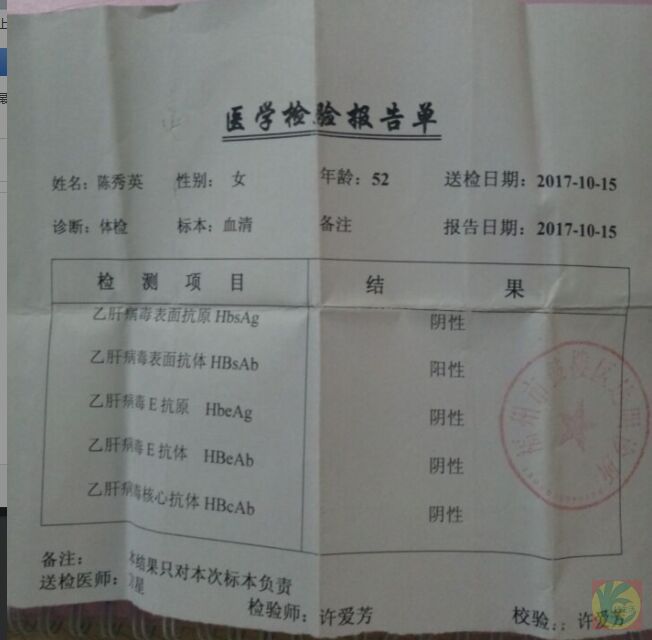 医学检验报告单
姓名：陈秀英 性别： 女 年龄：52 送检日期：2017-10-15
诊断：体检 标本：血清 备注 报告日期：2017-10-15
检 测 项 目 结 果
乙肝病毒表面抗原 HbsAg 阴性
乙肝病毒表面抗体 HBsAb 阳性
乙肝病毒 E 抗原 HbeAg 阴性
乙肝病毒 E 抗体 HBeAb 阴性
乙肝病毒核心抗体 HBcAb 阴性
备注： 本结果只对本次标本负责
送检医师： 星
检验师：许爱芳 校验：：许爱芳